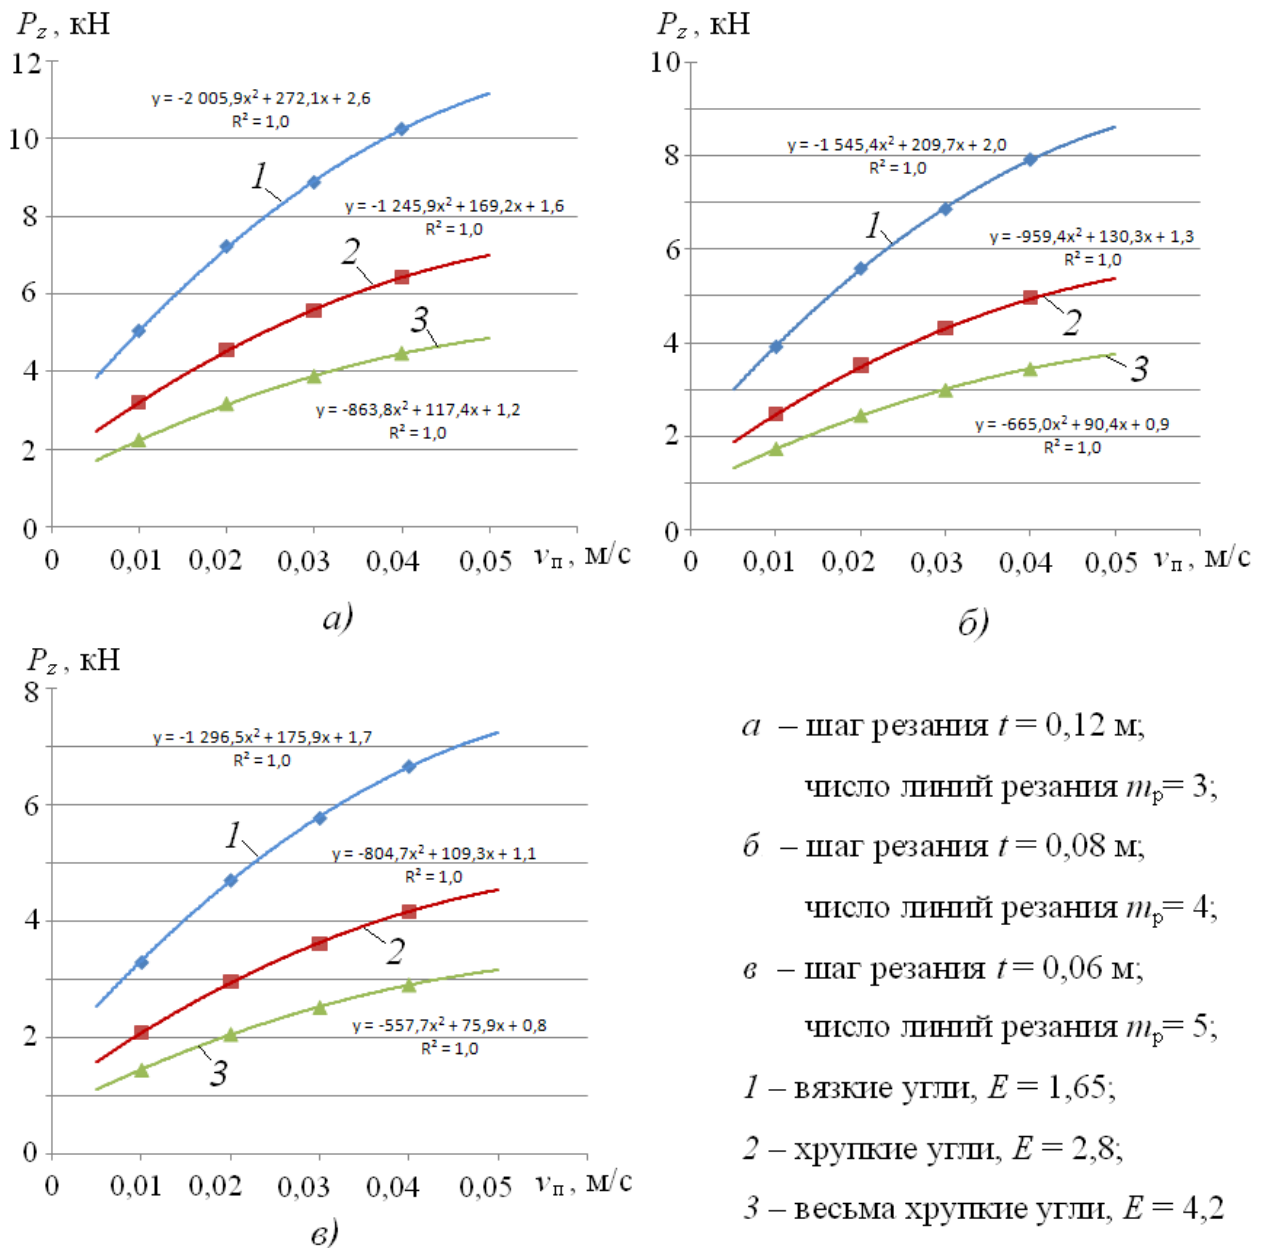 P_z , кН
12
10
8
6
4
2
0
y = -2 005,9x² + 272,1x + 2,6
R² = 1,0
1
y = -1 245,9x² + 169,2x + 1,6
R² = 1,0
2
3
y = -863,8x² + 117,4x + 1,2
R² = 1,0
0 0,01 0,02 0,03 0,04 0,05 v_п , м/с
а)
P_z , кН
10
8
6
4
2
0
y = -1 545,4x² + 209,7x + 2,0
R² = 1,0
1
y = -959,4x² + 130,3x + 1,3
R² = 1,0
2
3
y = -665,0x² + 90,4x + 0,9
R² = 1,0
0 0,01 0,02 0,03 0,04 0,05 v_п , м/с
б)
P_z , кН
8
6
4
2
0
y = -1 296,5x² + 175,9x + 1,7
R² = 1,0
1
y = -804,7x² + 109,3x + 1,1
R² = 1,0
2
y = -557,7x² + 75,9x + 0,8
R² = 1,0
3
0 0,01 0,02 0,03 0,04 0,05 v_п , м/с
в)
а – шаг резания t = 0,12 м;
число линий резания m_р= 3;
б – шаг резания t = 0,08 м;
число линий резания m_р= 4;
в – шаг резания t = 0,06 м;
число линий резания m_р= 5;
1 – вязкие угли, E = 1,65;
2 – хрупкие угли, E = 2,8;
3 – весьма хрупкие угли, E = 4,2